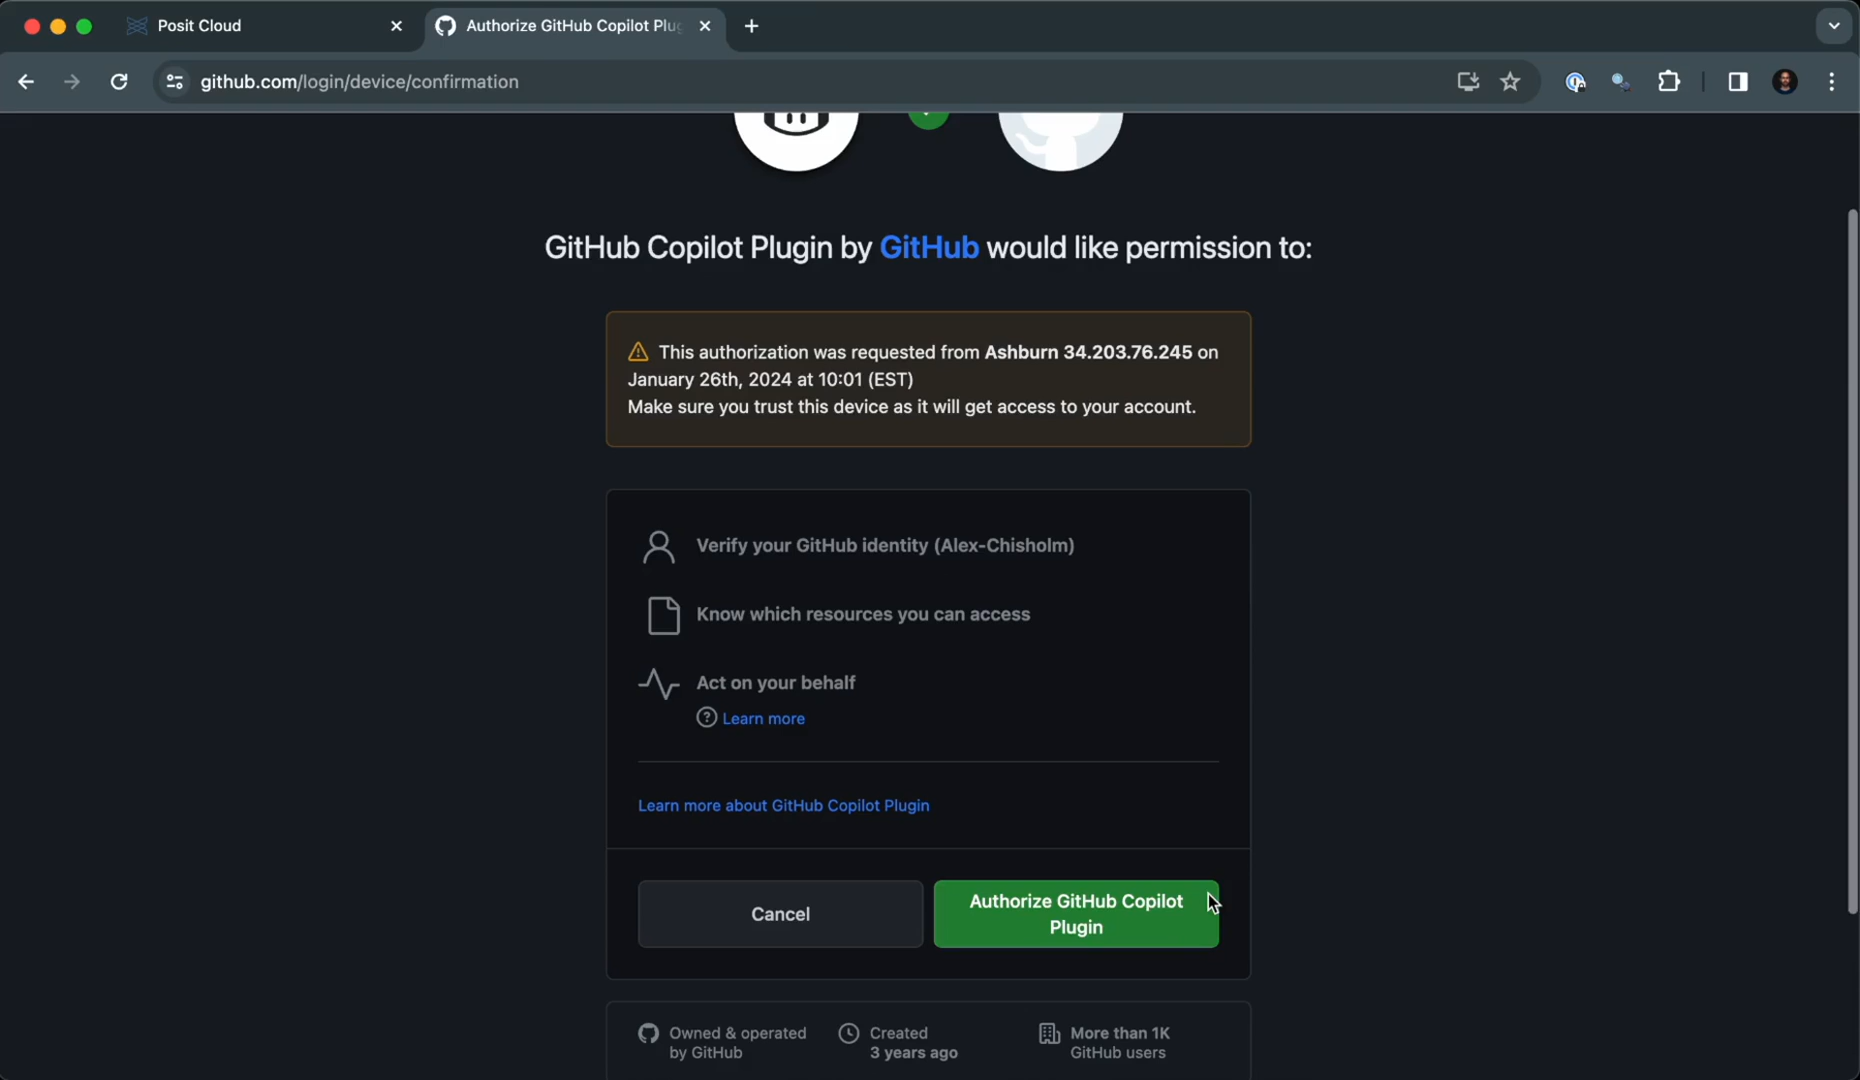 Posit Cloud
Authorize GitHub Copilot Plug
github.com/login/device/confirmation
GitHub Copilot Plugin by GitHub would like permission to:
This authorization was requested from Ashburn 34.203.76.245 on
January 26th, 2024 at 10:01 (EST)
Make sure you trust this device as it will get access to your account.
Verify your GitHub identity (Alex-Chisholm)
Know which resources you can access
Act on your behalf
Learn more
Learn more about GitHub Copilot Plugin
Cancel
Authorize GitHub Copilot
Plugin
Owned & operated
by GitHub
Created
3 years ago
More than 1K
GitHub users